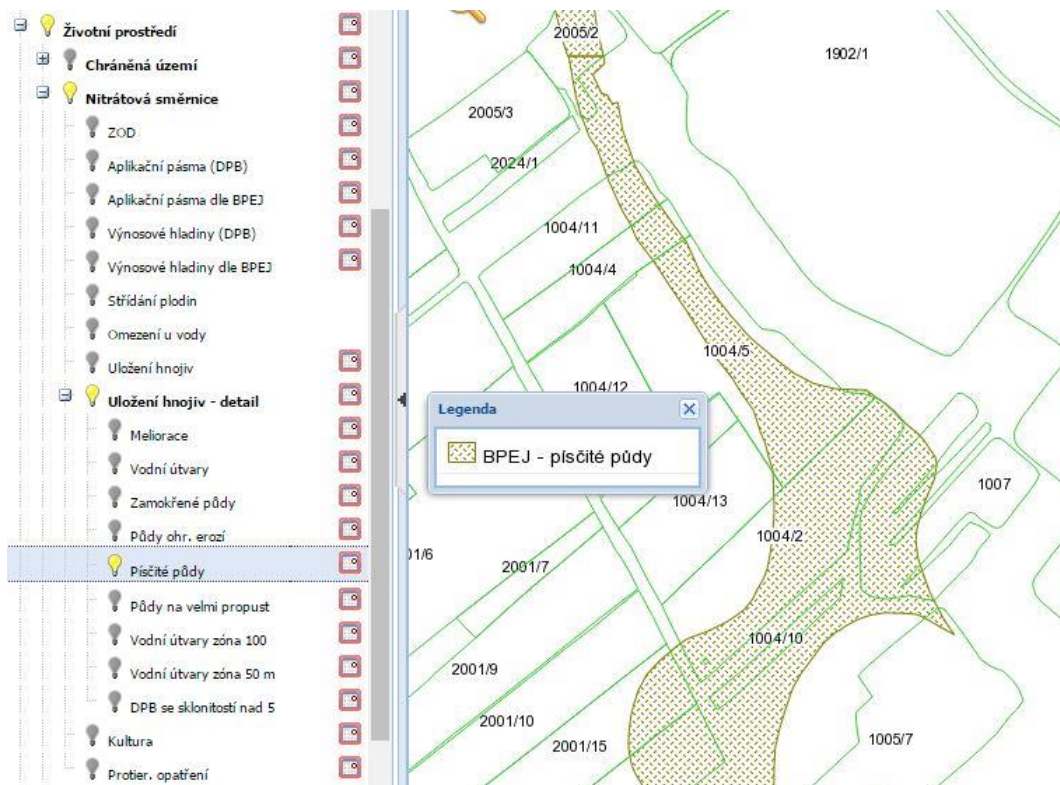 Životní prostředí
Chráněná území
Nitrátová směrnice
ZOD
Aplikační pásma (DPB)
Aplikační pásma dle BPEJ
Výnosové hladiny (DPB)
Výnosové hladiny dle BPEJ
Střídání plodin
Omezení u vody
Uložení hnojiv
Uložení hnojiv - detail
Meliorace
Vodní útvary
Zamokřené půdy
Půdy ohr. erozí
Písčité půdy
Půdy na velmi propust
Vodní útvary zóna 100
Vodní útvary zóna 50 m
DPB se sklonitostí nad 5
Kultura
Protier. opatření
2005/2
1902/1
2005/3
2024/1
1004/11
1004/4
1004/5
1004/12
Legenda
BPEJ - písčité půdy
1007
1004/13
1004/2
01/6
2001/7
1004/10
2001/9
2001/10
2001/15
1005/7